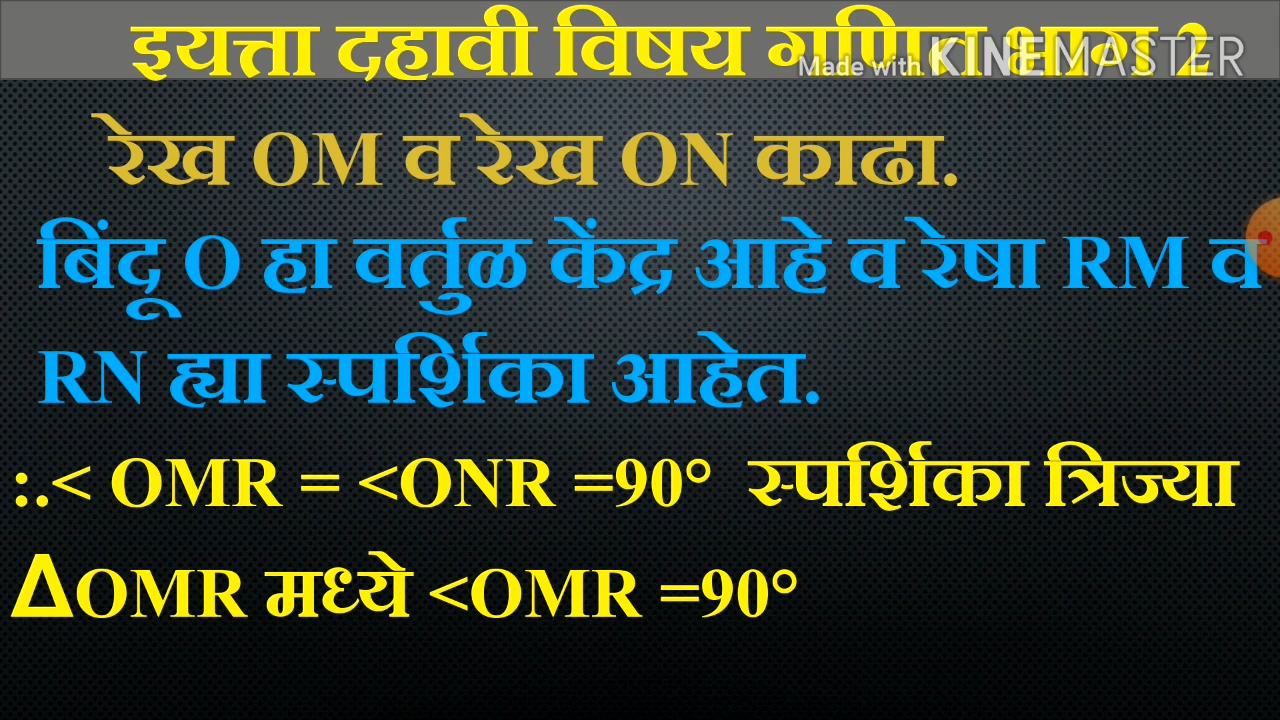 इयत्ता दहावी विषय गणित भाग 2
Made with KINEMASTER
रेख OM व रेख ON काढा.
बिंदू O हा वर्तुळ केंद्र आहे व रेषा RM व
RN ह्या स्पर्शिका आहेत.
:.< OMR = <ONR =90° स्पर्शिका त्रिज्या
ΔOMR मध्ये <OMR =90°